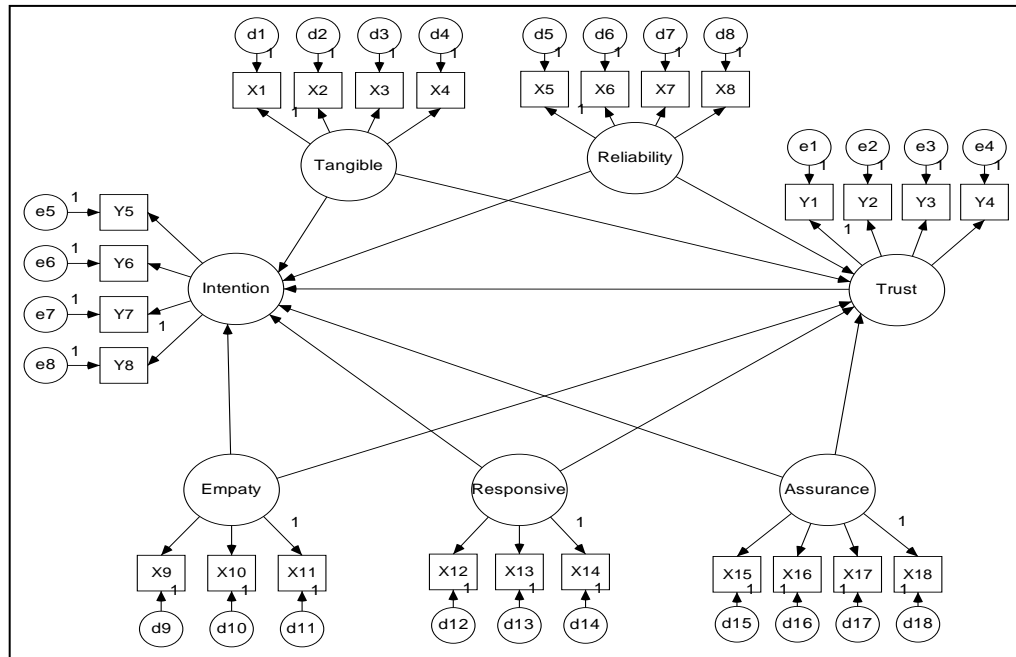 d1 d2 d3 d4 d5 d6 d7 d8
1 1 1 1 1 1 1 1
X1 X2 X3 X4 X5 X6 X7 X8
1 1
Tangible Reliability
e1 e2 e3 e4
1 1 1 1
Y1 Y2 Y3 Y4
1
e5 1 Y5
e6 1 Y6
Intention Trust
e7 1 Y7
1
e8 1 Y8
Empaty Responsive Assurance
1 1 1
X9 X10 X11 X12 X13 X14 X15 X16 X17 X18
1 1 1 1 1 1 1 1 1 1
d9 d10 d11 d12 d13 d14 d15 d16 d17 d18